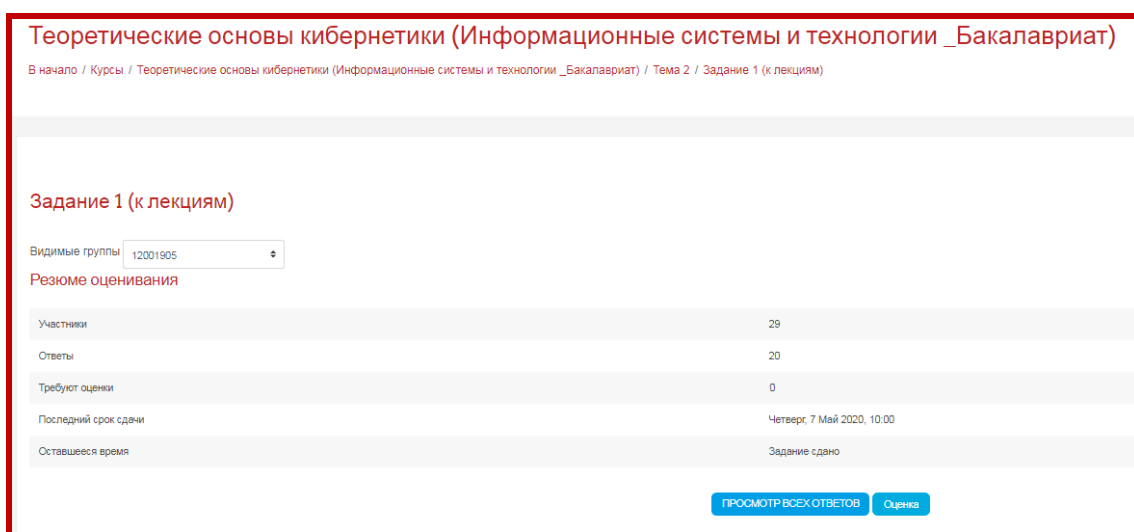 Теоретические основы кибернетики (Информационные системы и технологии _Бакалавриат)
В начало / Курсы / Теоретические основы кибернетики (Информационные системы и технологии _Бакалавриат) / Тема 2 / Задание 1 (к лекциям)
Задание 1 (к лекциям)
Видимые группы 12001905
Резюме оценивания
Участники 29
Ответы 20
Требуют оценки 0
Последний срок сдачи Четверг, 7 Май 2020, 10:00
Оставшееся время Задание сдано
ПРОСМОТР ВСЕХ ОТВЕТОВ Оценка